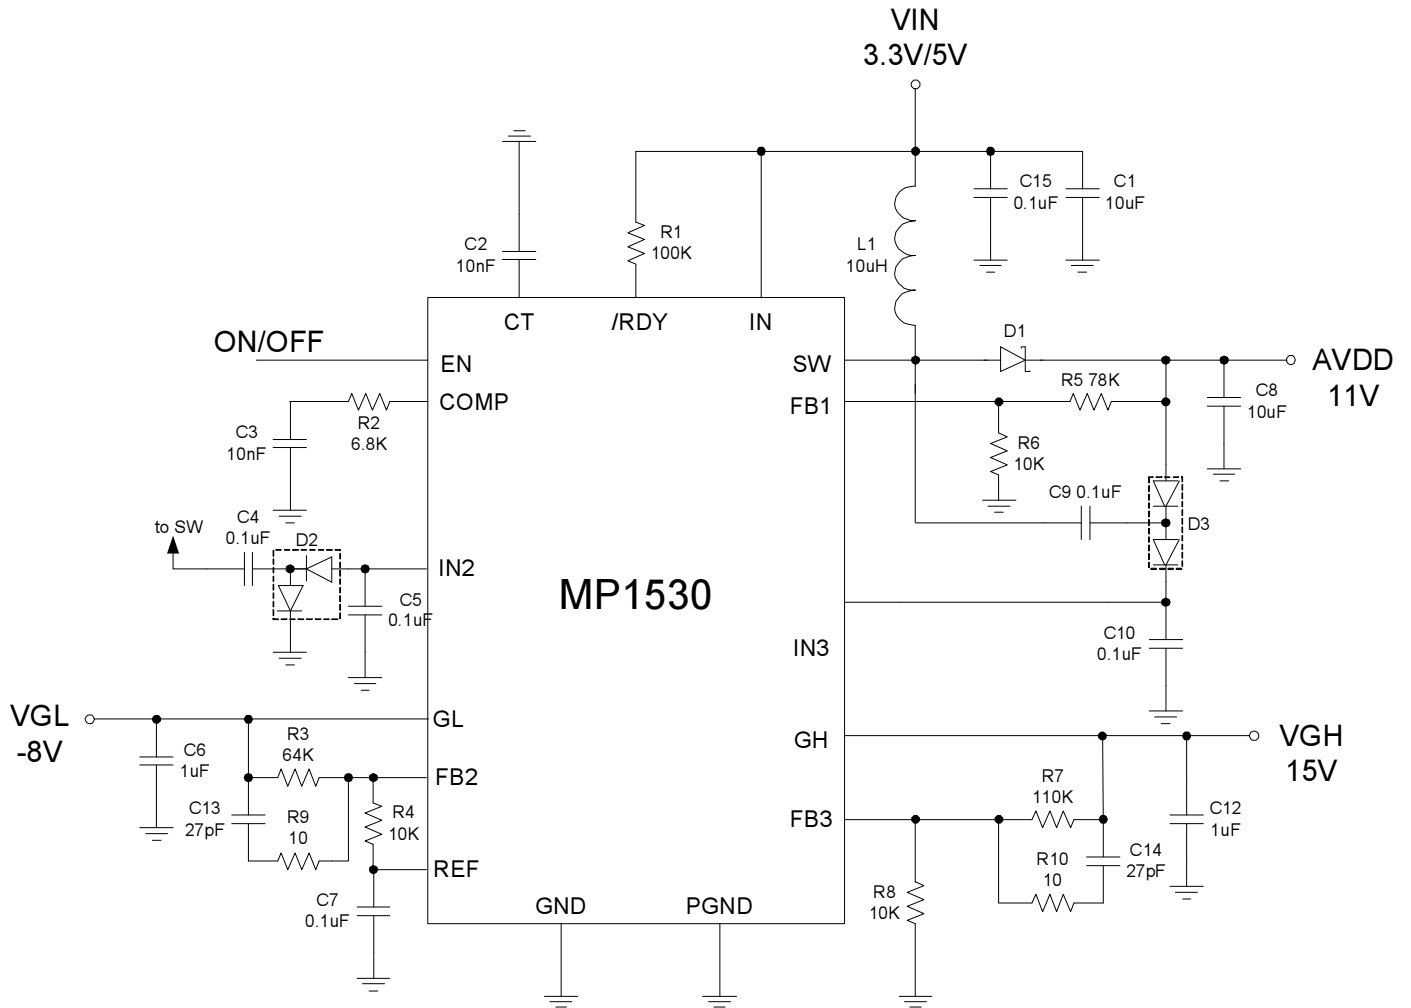 VIN
3.3V/5V
C15
0.1uF
C1
10uF
C2
10nF
R1
100K
L1
10uH
CT
/RDY
IN
ON/OFF
EN
SW
D1
AVDD
11V
COMP
R2
6.8K
C3
10nF
FB1
R5 78K
C8
10uF
R6
10K
C9 0.1uF
D3
to SW
C4
0.1uF
D2
IN2
C5
0.1uF
MP1530
IN3
C10
0.1uF
VGL
-8V
GL
C6
1uF
R3
64K
FB2
C13
27pF
R9
10
R4
10K
REF
C7
0.1uF
GND
PGND
GH
VGH
15V
R7
110K
FB3
C12
1uF
R10
10
C14
27pF
R8
10K